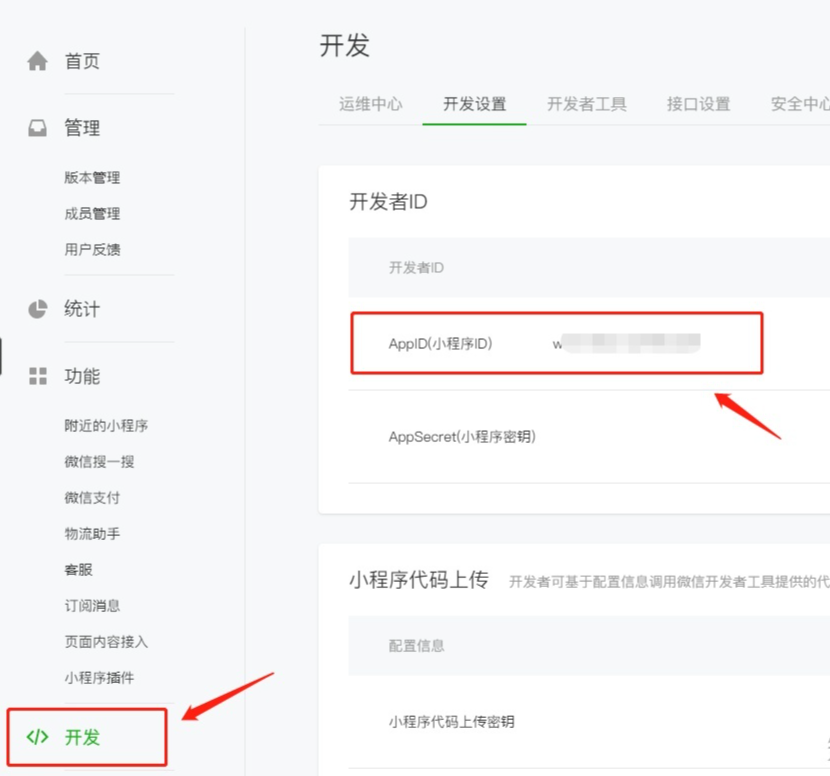 首页
管理
版本管理
成员管理
用户反馈
统计
功能
附近的小程序
微信搜一搜
微信支付
物流助手
客服
订阅消息
页面内容接入
小程序插件
</> 开发
开发
运维中心 开发设置 开发者工具 接口设置 安全中心
开发者ID
开发者ID
AppID(小程序ID) w
AppSecret(小程序密钥)
小程序代码上传 开发者可基于配置信息调用微信开发者工具提供的代
配置信息
小程序代码上传密钥